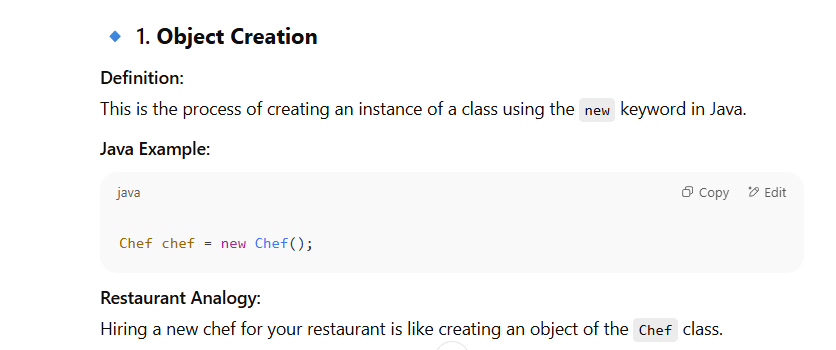 🔹 1. Object Creation
Definition:
This is the process of creating an instance of a class using the new keyword in Java.
Java Example:
java Copy Edit
Chef chef = new Chef();
Restaurant Analogy:
Hiring a new chef for your restaurant is like creating an object of the Chef class.